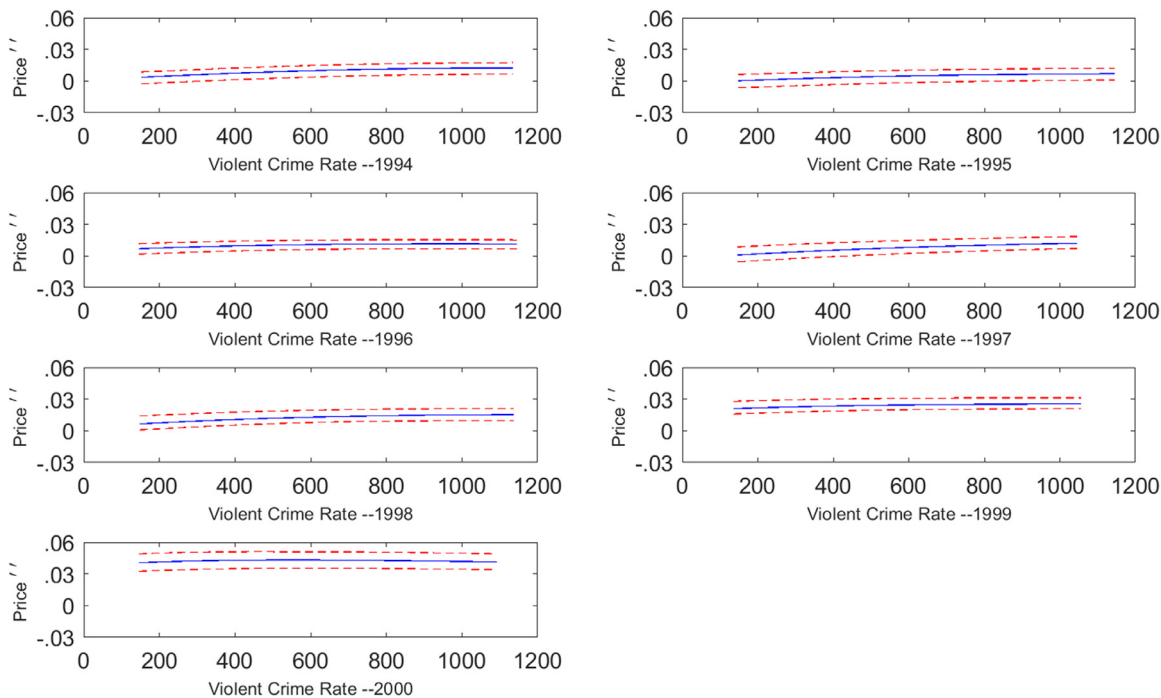 .06
.03
0
-.03
Price ′′
0 200 400 600 800 1000 1200
Violent Crime Rate --1994
.06
.03
0
-.03
Price ′′
0 200 400 600 800 1000 1200
Violent Crime Rate --1995
.06
.03
0
-.03
Price ′′
0 200 400 600 800 1000 1200
Violent Crime Rate --1996
.06
.03
0
-.03
Price ′′
0 200 400 600 800 1000 1200
Violent Crime Rate --1997
.06
.03
0
-.03
Price ′′
0 200 400 600 800 1000 1200
Violent Crime Rate --1998
.06
.03
0
-.03
Price ′′
0 200 400 600 800 1000 1200
Violent Crime Rate --1999
.06
.03
0
-.03
Price ′′
0 200 400 600 800 1000 1200
Violent Crime Rate --2000